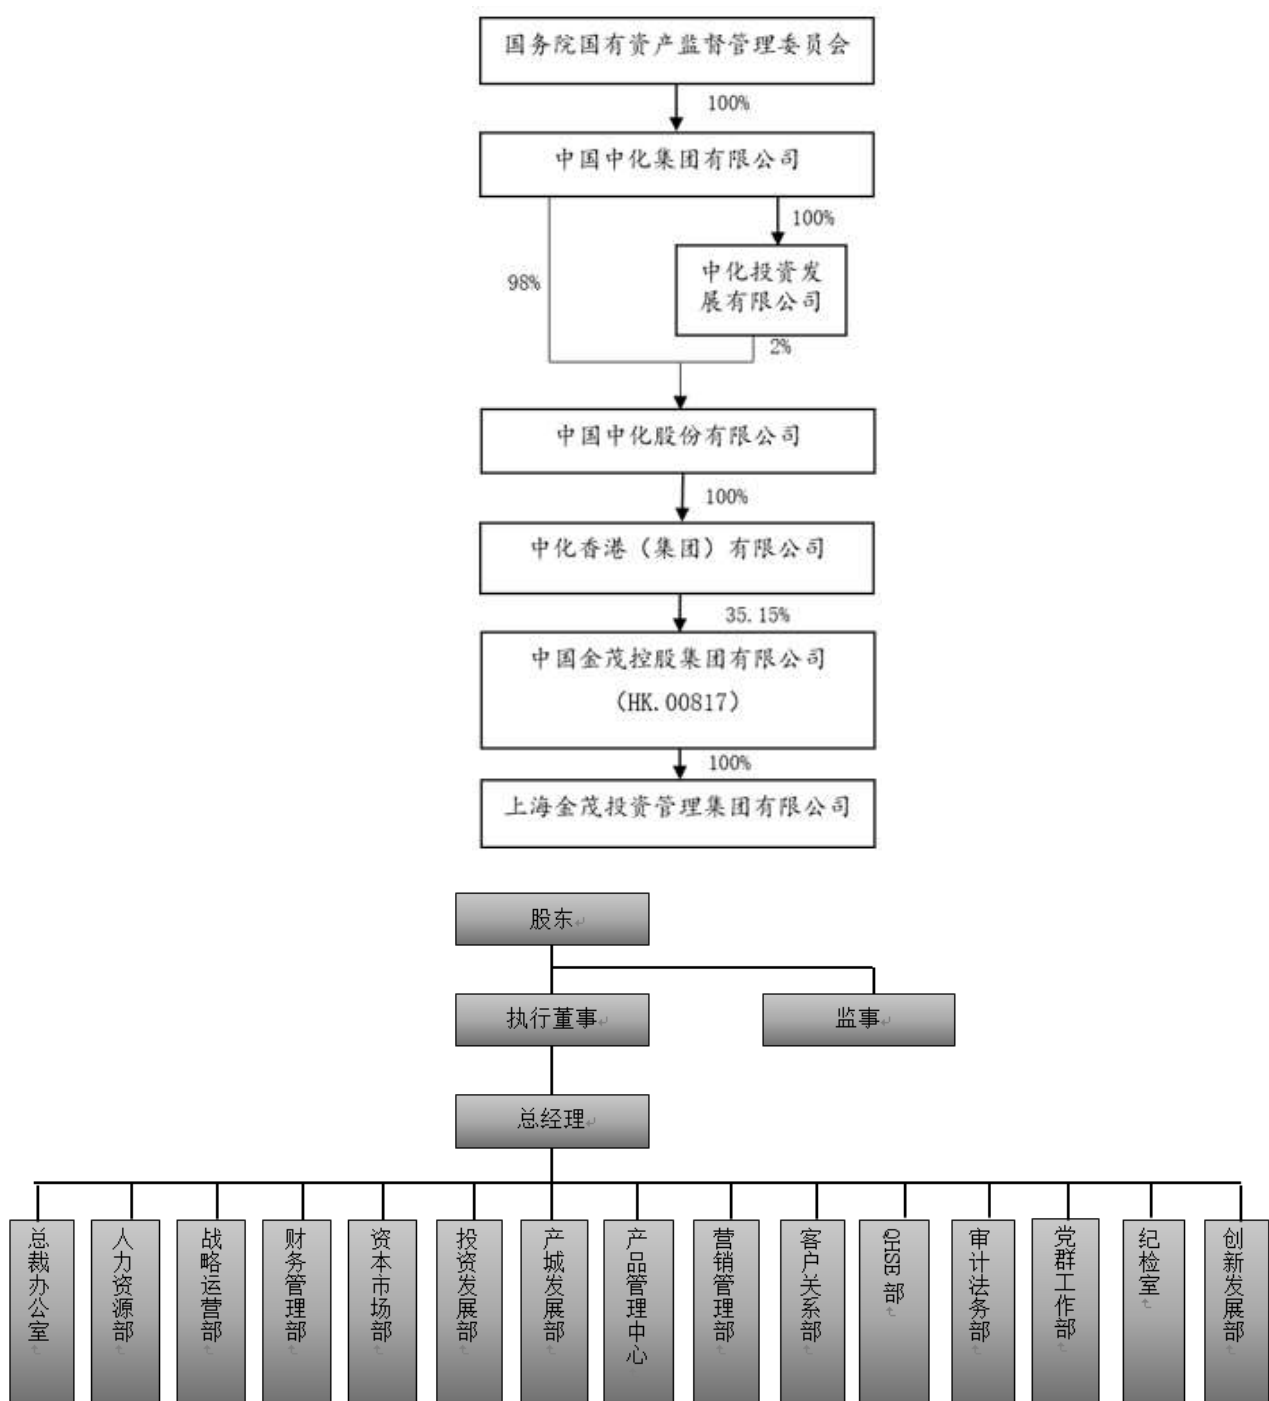 国务院国有资产监督管理委员会
100%
中国中化集团有限公司
100%
中化投资发
展有限公司
98%
2%
中国中化股份有限公司
100%
中化香港（集团）有限公司
35.15%
中国金茂控股集团有限公司
（HK.00817）
100%
上海金茂投资管理集团有限公司
股东
执行董事
监事
总经理
总裁办公室
人力资源部
战略运营部
财务管理部
资本市场部
投资发展部
产城发展部
产品管理中心
营销管理部
客户关系部
QHSE 部
审计法务部
党群工作部
纪检室
创新发展部